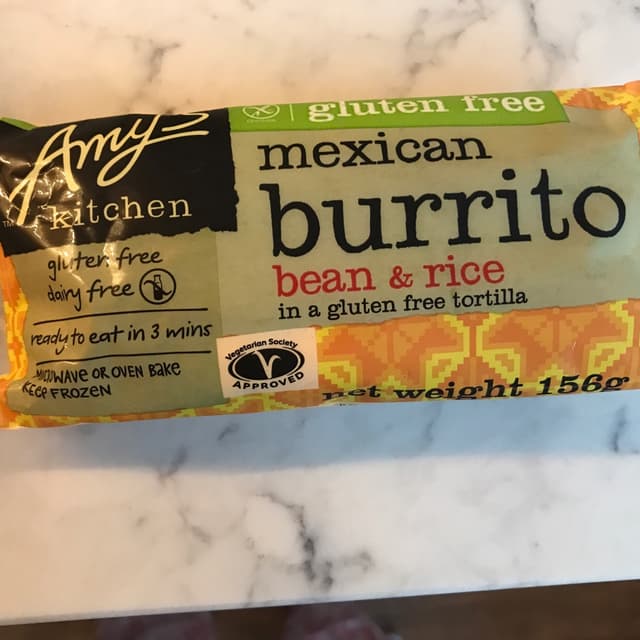 Amy's
kitchen
TM
gluten free
dairy free
ready to eat in 3 mins
MICROWAVE OR OVEN BAKE
KEEP FROZEN
gluten free
mexican
burrito
bean & rice
in a gluten free tortilla
Vegetarian Society
APPROVED
net weight 156g